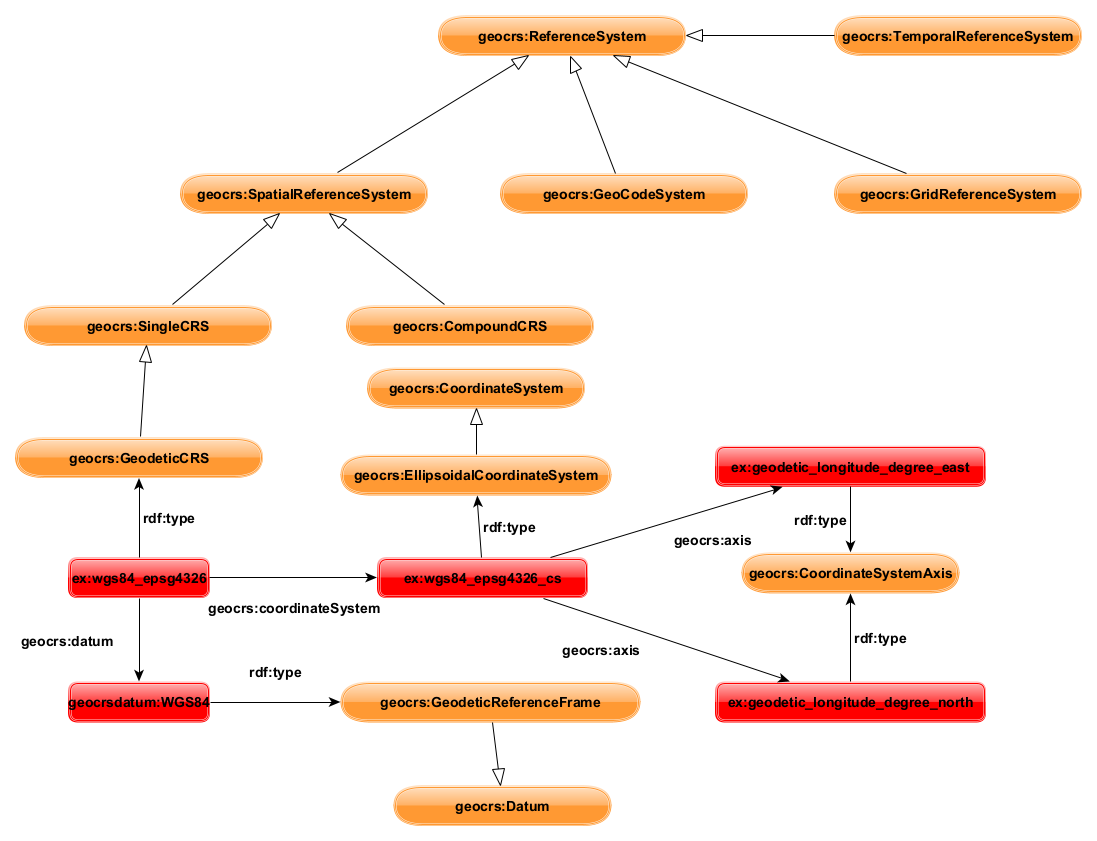 geocrs:ReferenceSystem
geocrs:TemporalReferenceSystem
geocrs:SpatialReferenceSystem
geocrs:GeoCodeSystem
geocrs:GridReferenceSystem
geocrs:SingleCRS
geocrs:CompoundCRS
geocrs:CoordinateSystem
geocrs:GeodeticCRS
geocrs:EllipsoidalCoordinateSystem
ex:geodetic_longitude_degree_east
rdf:type
rdf:type
rdf:type
geocrs:axis
ex:wgs84_epsg4326
ex:wgs84_epsg4326_cs
geocrs:CoordinateSystemAxis
geocrs:coordinateSystem
geocrs:datum
geocrs:axis
rdf:type
rdf:type
geocrsdatum:WGS84
geocrs:GeodeticReferenceFrame
ex:geodetic_longitude_degree_north
geocrs:Datum